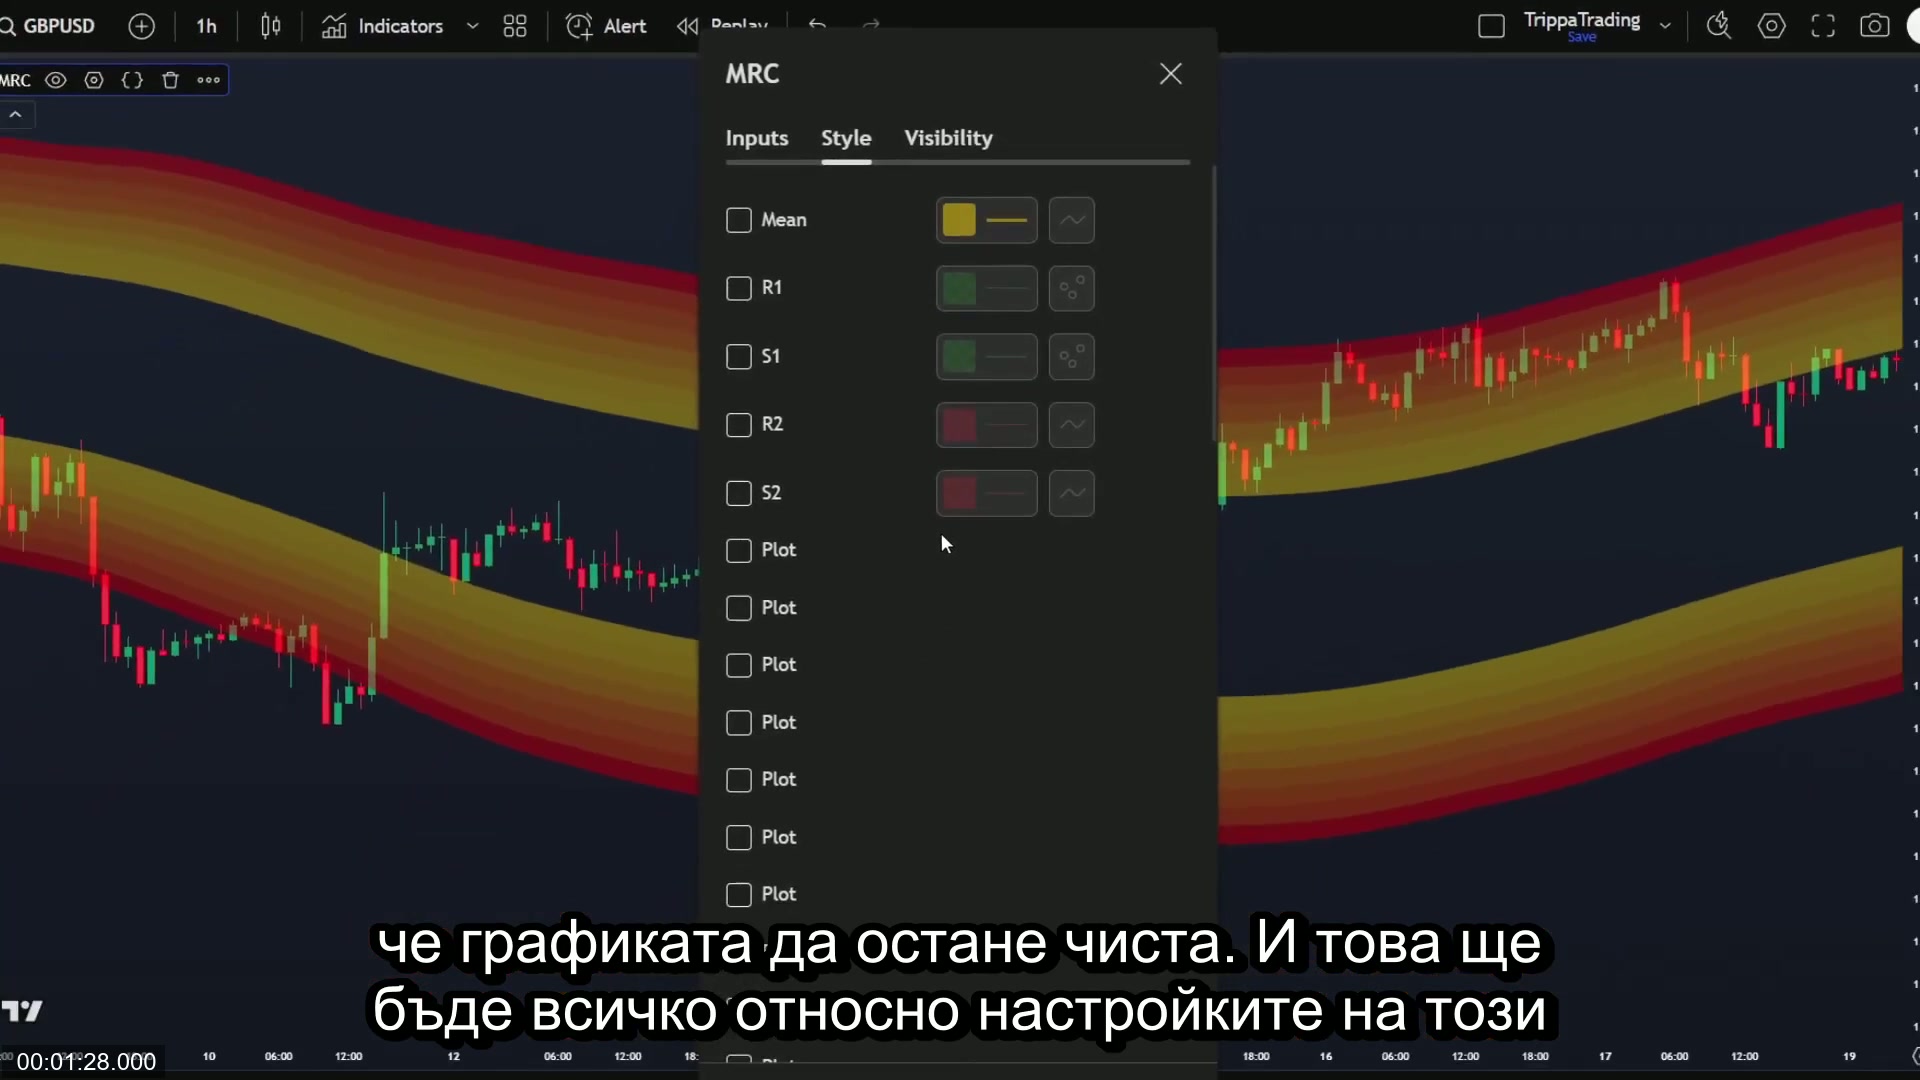 GBPUSD
1h
Indicators
Alert
Replay
TrippaTrading
Save
MRC
MRC
Inputs Style Visibility
Mean
R1
S1
R2
S2
Plot
Plot
Plot
Plot
Plot
Plot
Plot
че графиката да остане чиста. И това ще
бъде всичко относно настройките на този
10 06:00 12:00 12 06:00 12:00 18:00 16 06:00 12:00 18:00 17 06:00 12:00 19
00:01:28.000